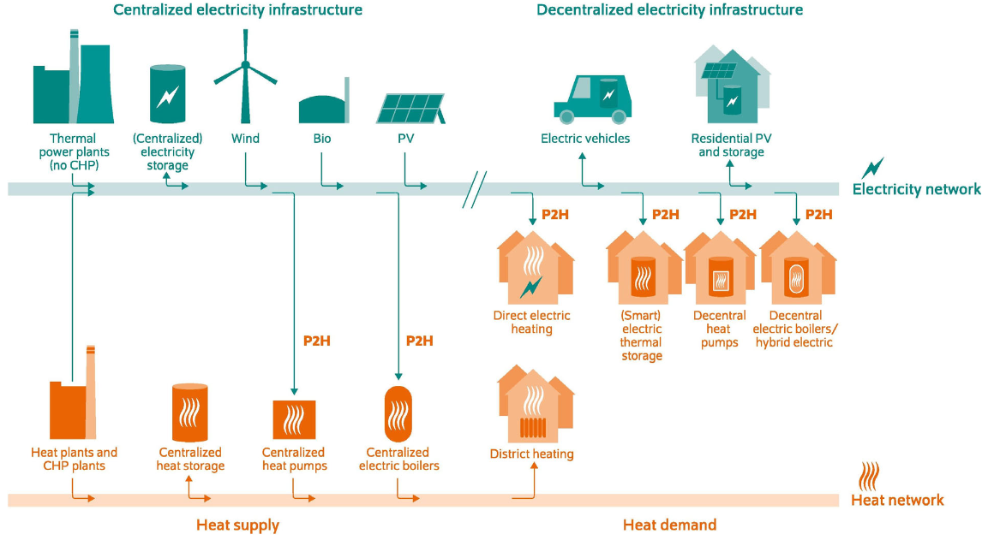 Centralized electricity infrastructure
Decentralized electricity infrastructure
Thermal
power plants
(no CHP)
(Centralized)
electricity
storage
Wind
Bio
PV
Electric vehicles
Residential PV
and storage
Electricity network
P2H
P2H
P2H
P2H
Direct electric
heating
(Smart)
electric
thermal
storage
Decentral
heat
pumps
Decentral
electric boilers/
hybrid electric
P2H
P2H
Heat plants and
CHP plants
Centralized
heat storage
Centralized
heat pumps
Centralized
electric boilers
District heating
Heat network
Heat supply
Heat demand